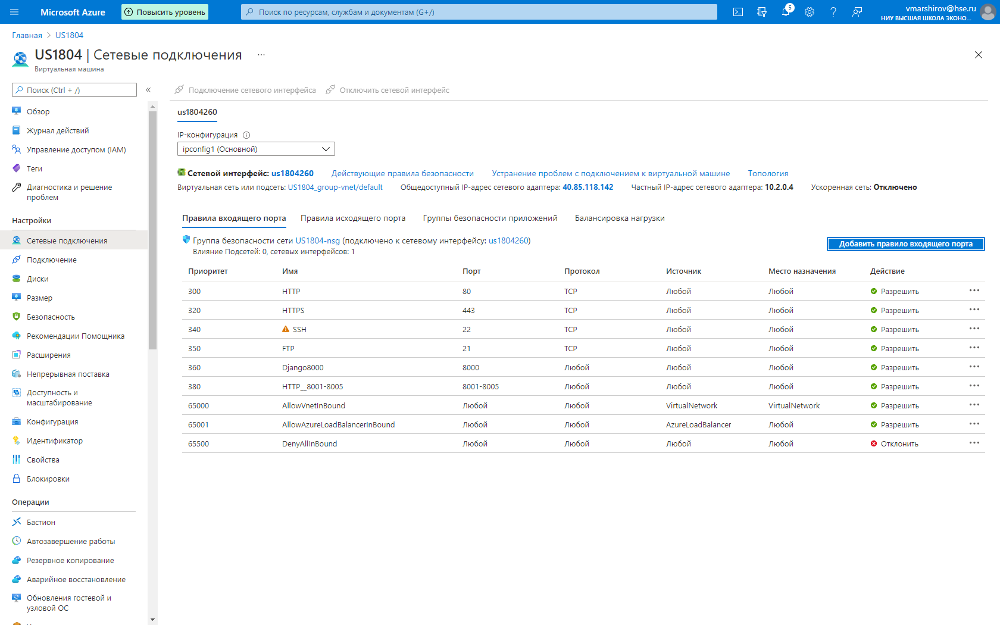 Microsoft Azure
Повысить уровень
Поиск по ресурсам, службам и документам (G+/)
5
vmarshirov@hse.ru
НИУ ВЫСШАЯ ШКОЛА ЭКОНО...
Главная > US1804
US1804 | Сетевые подключения ...
Виртуальная машина
Поиск (Ctrl + /)
«
Обзор
Журнал действий
Управление доступом (IAM)
Теги
Диагностика и решение
проблем
Настройки
Сетевые подключения
Подключение
Диски
Размер
Безопасность
Рекомендации Помощника
Расширения
Непрерывная поставка
Доступность и
масштабирование
Конфигурация
Идентификатор
Свойства
Блокировки
Операции
Бастион
Автозавершение работы
Резервное копирование
Аварийное восстановление
Обновления гостевой и
узловой ОС
Подключение сетевого интерфейса Отключить сетевой интерфейс
us1804260
IP-конфигурация
ipconfig1 (Основной)
Сетевой интерфейс: us1804260 Действующие правила безопасности Устранение проблем с подключением к виртуальной машине Топология
Виртуальная сеть или подсеть: US1804_group-vnet/default Общедоступный IP-адрес сетевого адаптера: 40.85.118.142 Частный IP-адрес сетевого адаптера: 10.2.0.4 Ускоренная сеть: Отключено
Правила входящего порта Правила исходящего порта Группы безопасности приложений Балансировка нагрузки
Группа безопасности сети US1804-nsg (подключено к сетевому интерфейсу: us1804260)
Влияние Подсетей: 0, сетевых интерфейсов: 1
Добавить правило входящего порта
Приоритет Имя Порт Протокол Источник Место назначения Действие
300 HTTP 80 TCP Любой Любой Разрешить ...
320 HTTPS 443 TCP Любой Любой Разрешить ...
340 SSH 22 TCP Любой Любой Разрешить ...
350 FTP 21 TCP Любой Любой Разрешить ...
360 Django8000 8000 Любой Любой Любой Разрешить ...
380 HTTP__8001-8005 8001-8005 Любой Любой Любой Разрешить ...
65000 AllowVnetInBound Любой Любой VirtualNetwork VirtualNetwork Разрешить ...
65001 AllowAzureLoadBalancerInBound Любой Любой AzureLoadBalancer Любой Разрешить ...
65500 DenyAllInBound Любой Любой Любой Любой Отклонить ...